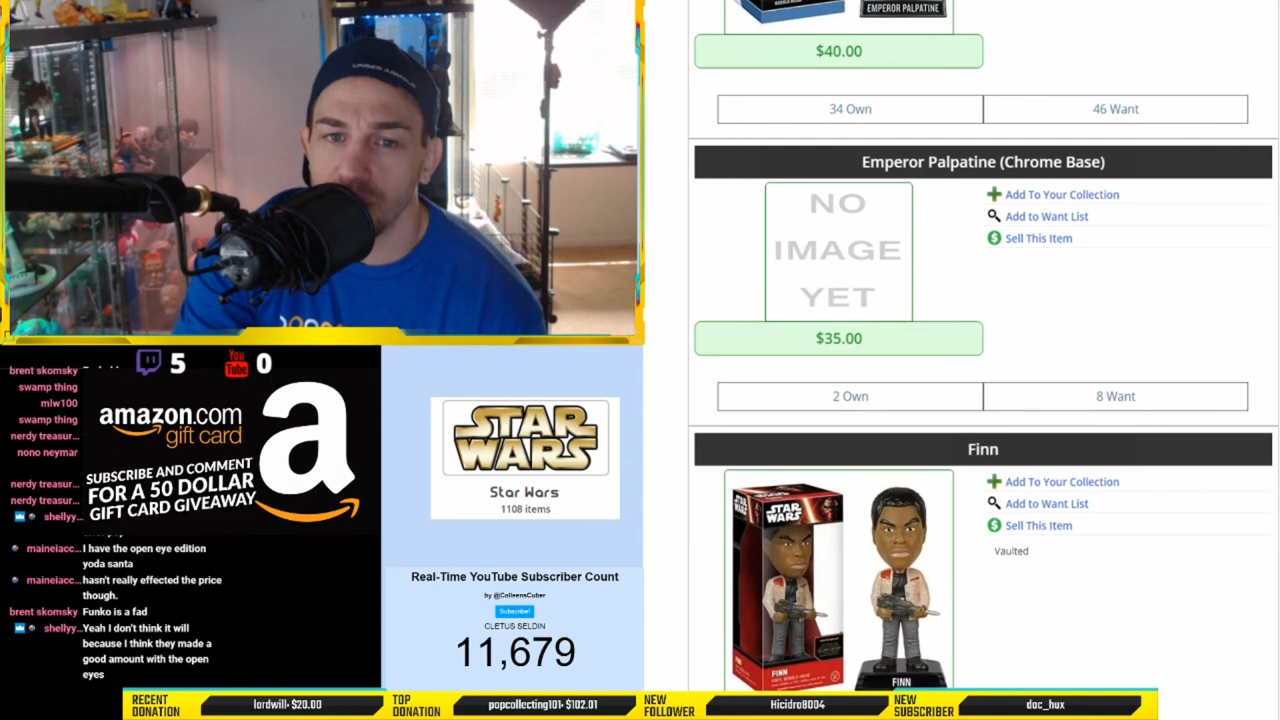 UNDER ARMOUR
EMPEROR PALPATINE
$40.00
34 Own
46 Want
Emperor Palpatine (Chrome Base)
NO
IMAGE
YET
Add To Your Collection
Add to Want List
Sell This Item
$35.00
2 Own
8 Want
Finn
STAR
WARS
FINN
FINN
Add To Your Collection
Add to Want List
Sell This Item
Vaulted
5
You
Tube
0
brent skomsky
swamp thing
mlw100
swamp thing
nerdy treasur...
nono neymar
nerdy treasur...
nerdy treasur...
shellyy...
amazon.com
gift card
a
SUBSCRIBE AND COMMENT
FOR A 50 DOLLAR
GIFT CARD GIVEAWAY
maineiacc... I have the open eye edition
yoda santa
maineiacc... hasn't really effected the price
though.
brent skomsky Funko is a fad
shellyy... Yeah I don't think it will
because I think they made a
good amount with the open
eyes
STAR
WARS
Star Wars
1108 items
Real-Time YouTube Subscriber Count
by @ColleensCuber
Subscribe!
CLETUS SELDIN
11,679
RECENT
DONATION
lordwill• $20.00
TOP
DONATION
popcollecting101• $102.01
NEW
FOLLOWER
Hicidro8004
NEW
SUBSCRIBER
doc_hux